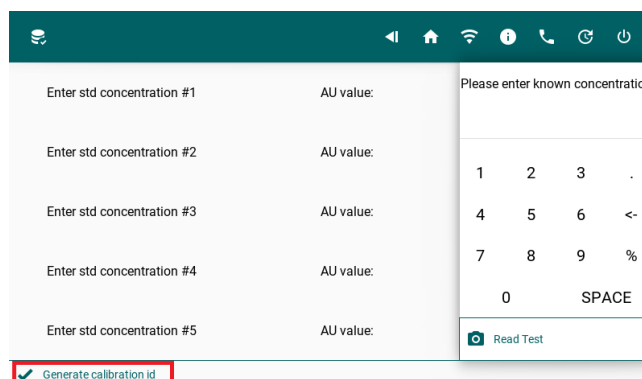 Enter std concentration #1 AU value:
Enter std concentration #2 AU value:
Enter std concentration #3 AU value:
Enter std concentration #4 AU value:
Enter std concentration #5 AU value:
Generate calibration id
Please enter known concentratio
1 2 3 .
4 5 6 <-
7 8 9 %
0 SPACE
Read Test